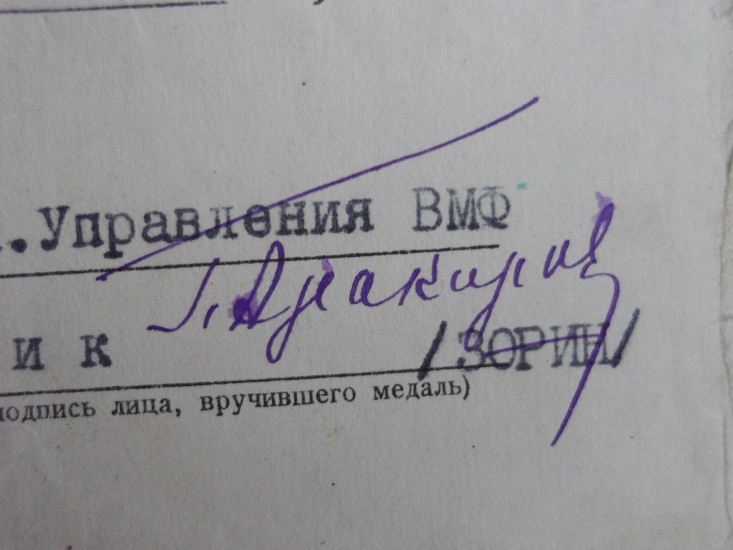 .Управления ВМФ
и к
/ЗОРИН/
подпись лица, вручившего медаль)